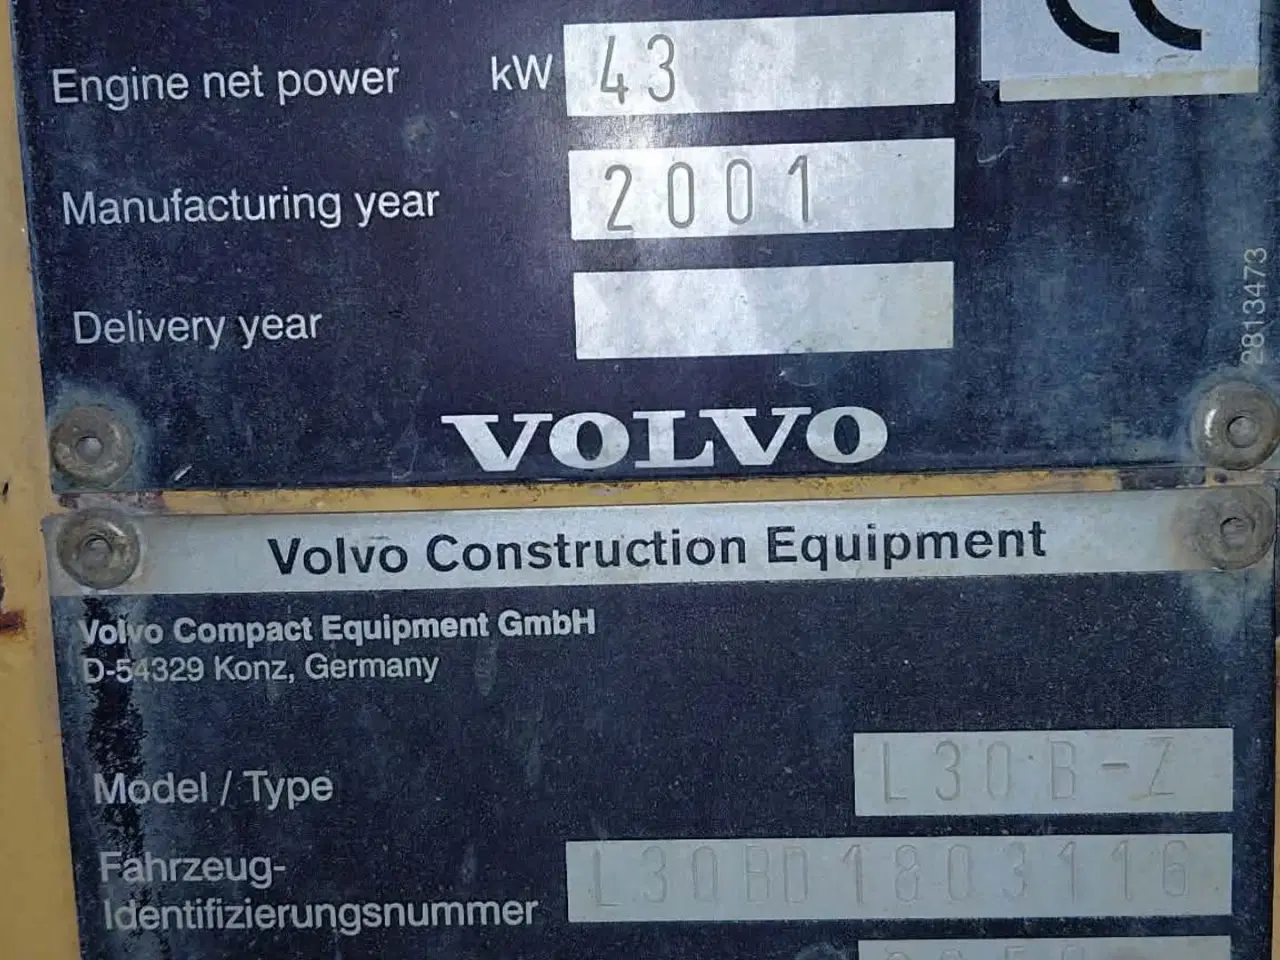 CE
Engine net power kW 43
Manufacturing year 2001
Delivery year
2813473
VOLVO
Volvo Construction Equipment
Volvo Compact Equipment GmbH
D-54329 Konz, Germany
Model / Type L30B-Z
Fahrzeug-
Identifizierungsnummer L30BD1803116